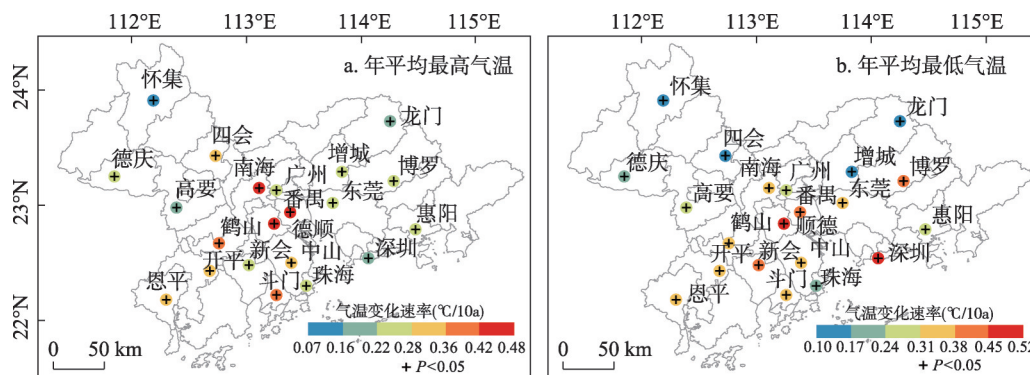 111°E 112°E 113°E 114°E 115°E
24°N
23°N
22°N
a. 年平均最高气温
怀集
龙门
四会
德庆
南海
广州
增城
博罗
高要
番禺
东莞
惠阳
鹤山
德顺
开平
新会
中山
深圳
恩平
斗门
珠海
气温变化速率(℃/10a)
0.07 0.16 0.22 0.28 0.36 0.42 0.48
+ P<0.05
0 50 km
112°E 113°E 114°E 115°E
b. 年平均最低气温
怀集
龙门
四会
德庆
南海
广州
增城
博罗
高要
番禺
东莞
惠阳
鹤山
顺德
开平
新会
中山
深圳
恩平
斗门
珠海
气温变化速率(℃/10a)
0.10 0.17 0.24 0.31 0.38 0.45 0.52
+ P<0.05
0 50 km